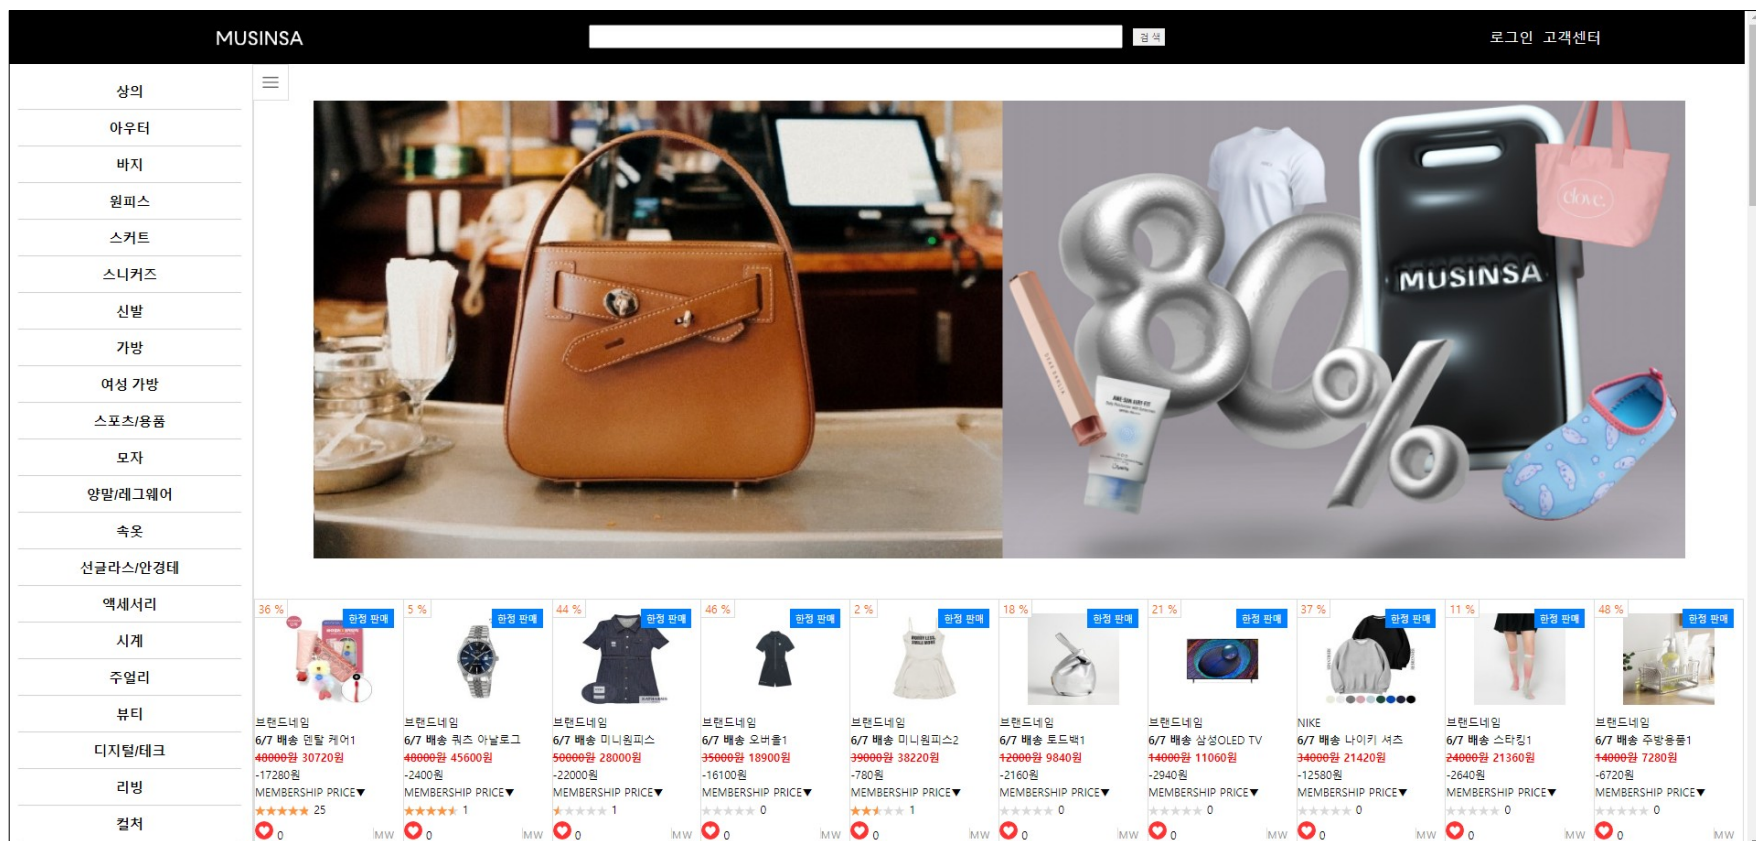 MUSINSA
검 색
로그인 고객센터
상의
아우터
바지
원피스
스커트
스니커즈
신발
가방
여성 가방
스포츠/용품
모자
양말/레그웨어
속옷
선글라스/안경테
액세서리
시계
주얼리
뷰티
디지털/테크
리빙
컬처
80%
MUSINSA
clove.
36 %
한정 판매
브랜드네임
6/7 배송 덴탈 케어1
48000원 30720원
-17280원
MEMBERSHIP PRICE▼
★★★★★ 25
0
MW
5 %
한정 판매
브랜드네임
6/7 배송 쿼츠 아날로그
48000원 45600원
-2400원
MEMBERSHIP PRICE▼
★★★★★ 1
0
MW
44 %
한정 판매
브랜드네임
6/7 배송 미니원피스
50000원 28000원
-22000원
MEMBERSHIP PRICE▼
★★★★★ 1
0
MW
46 %
한정 판매
브랜드네임
6/7 배송 오버올1
35000원 18900원
-16100원
MEMBERSHIP PRICE▼
★★★★★ 0
0
MW
2 %
한정 판매
브랜드네임
6/7 배송 미니원피스2
39000원 38220원
-780원
MEMBERSHIP PRICE▼
★★★★★ 1
0
MW
18 %
한정 판매
브랜드네임
6/7 배송 토드백1
12000원 9840원
-2160원
MEMBERSHIP PRICE▼
★★★★★ 0
0
MW
21 %
한정 판매
브랜드네임
6/7 배송 삼성OLED TV
14000원 11060원
-2940원
MEMBERSHIP PRICE▼
★★★★★ 0
0
MW
37 %
한정 판매
NIKE
6/7 배송 나이키 셔츠
34000원 21420원
-12580원
MEMBERSHIP PRICE▼
★★★★★ 0
0
MW
11 %
한정 판매
브랜드네임
6/7 배송 스타킹1
24000원 21360원
-2640원
MEMBERSHIP PRICE▼
★★★★★ 0
0
MW
48 %
한정 판매
브랜드네임
6/7 배송 주방용품1
14000원 7280원
-6720원
MEMBERSHIP PRICE▼
★★★★★ 0
0
MW